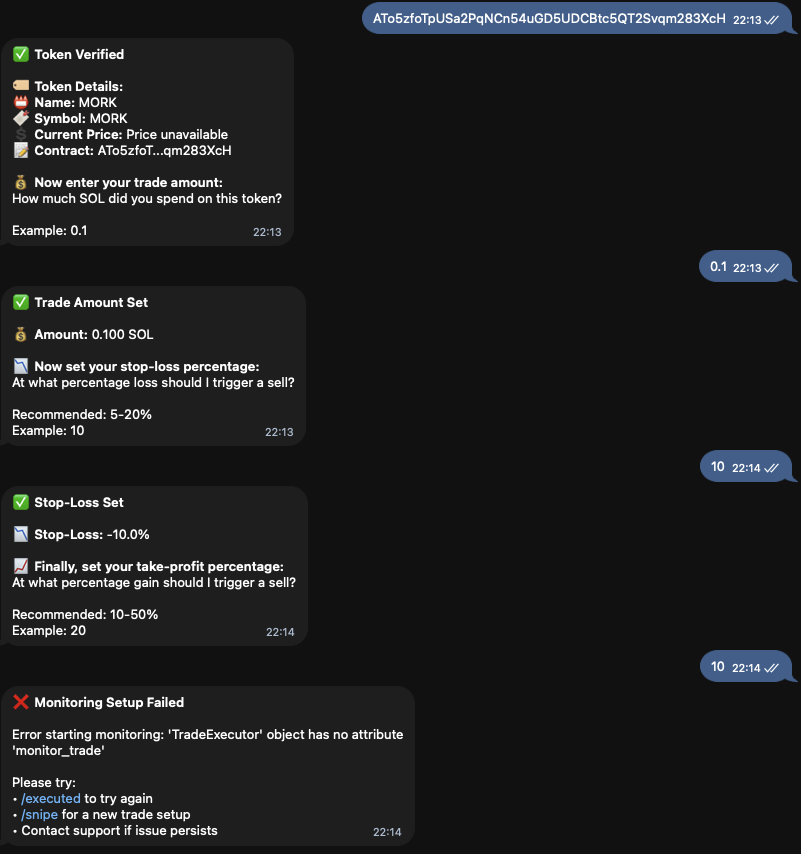 ATo5zfoTpUSa2PqNCn54uGD5UDCBtc5QT2Svqm283XcH 22:13
✅ Token Verified
🏷️ Token Details:
📛 Name: MORK
🏷️ Symbol: MORK
💲 Current Price: Price unavailable
📝 Contract: ATo5zfoT...qm283XcH
💰 Now enter your trade amount:
How much SOL did you spend on this token?
Example: 0.1 22:13
0.1 22:13
✅ Trade Amount Set
💰 Amount: 0.100 SOL
📉 Now set your stop-loss percentage:
At what percentage loss should I trigger a sell?
Recommended: 5-20%
Example: 10 22:13
10 22:14
✅ Stop-Loss Set
📉 Stop-Loss: -10.0%
📈 Finally, set your take-profit percentage:
At what percentage gain should I trigger a sell?
Recommended: 10-50%
Example: 20 22:14
10 22:14
❌ Monitoring Setup Failed
Error starting monitoring: 'TradeExecutor' object has no attribute
'monitor_trade'
Please try:
• /executed to try again
• /snipe for a new trade setup
• Contact support if issue persists 22:14